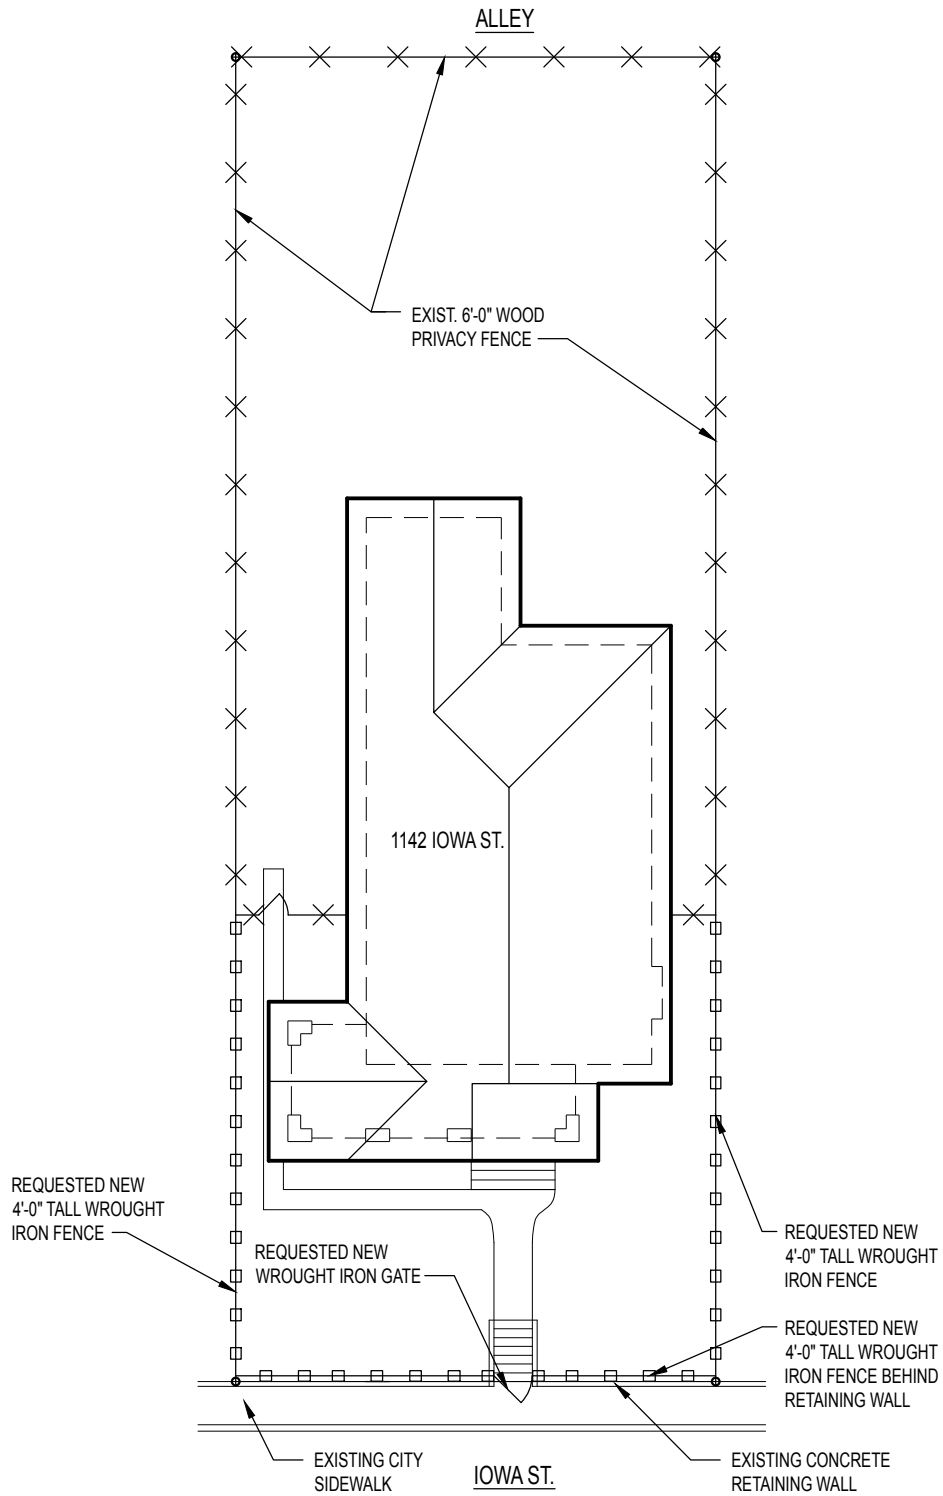 ALLEY
EXIST. 6'-0" WOOD
PRIVACY FENCE
1142 IOWA ST.
REQUESTED NEW
4'-0" TALL WROUGHT
IRON FENCE
REQUESTED NEW
WROUGHT IRON GATE
REQUESTED NEW
4'-0" TALL WROUGHT
IRON FENCE
REQUESTED NEW
4'-0" TALL WROUGHT
IRON FENCE BEHIND
RETAINING WALL
EXISTING CITY
SIDEWALK
IOWA ST.
EXISTING CONCRETE
RETAINING WALL